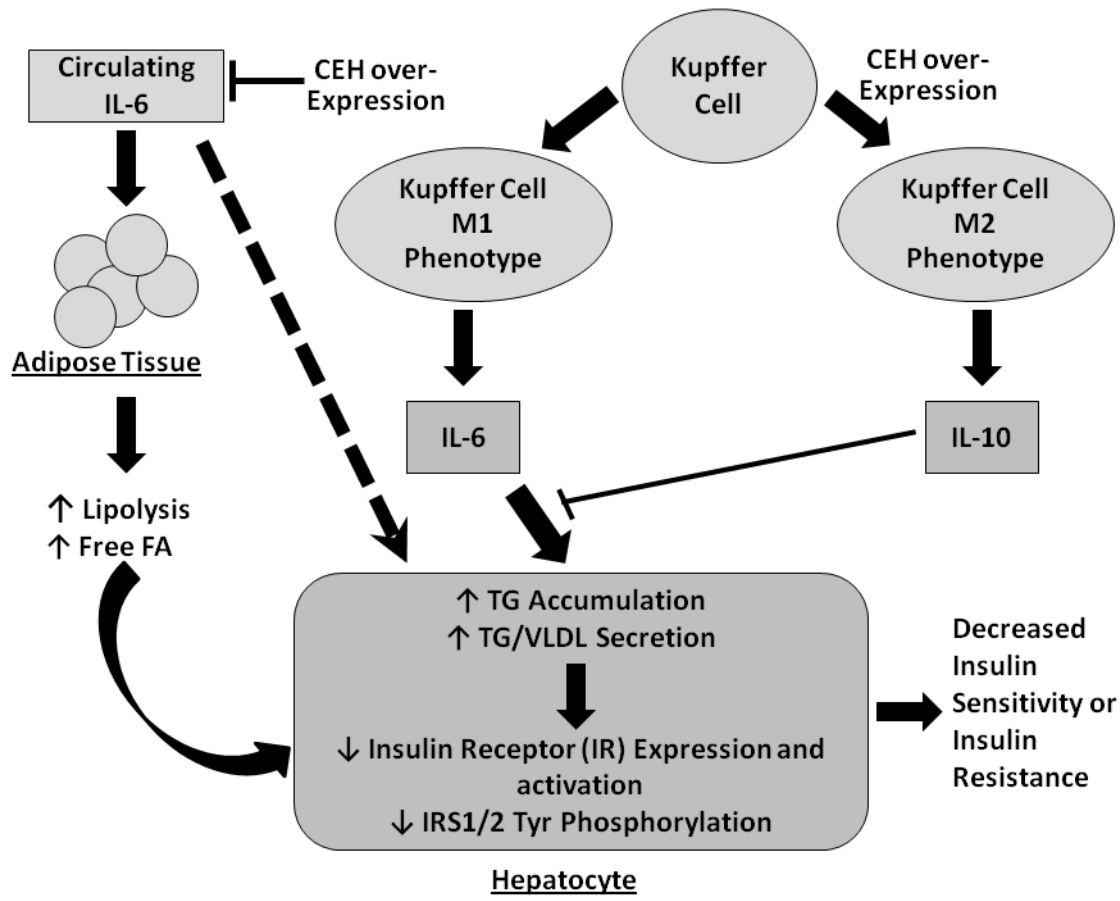 Circulating
IL-6
CEH over-
Expression
Kupffer
Cell
CEH over-
Expression
Kupffer Cell
M1
Phenotype
Kupffer Cell
M2
Phenotype
Adipose Tissue
IL-6
IL-10
↑ Lipolysis
↑ Free FA
↑ TG Accumulation
↑ TG/VLDL Secretion
↓ Insulin Receptor (IR) Expression and
activation
↓ IRS1/2 Tyr Phosphorylation
Decreased
Insulin
Sensitivity or
Insulin
Resistance
Hepatocyte